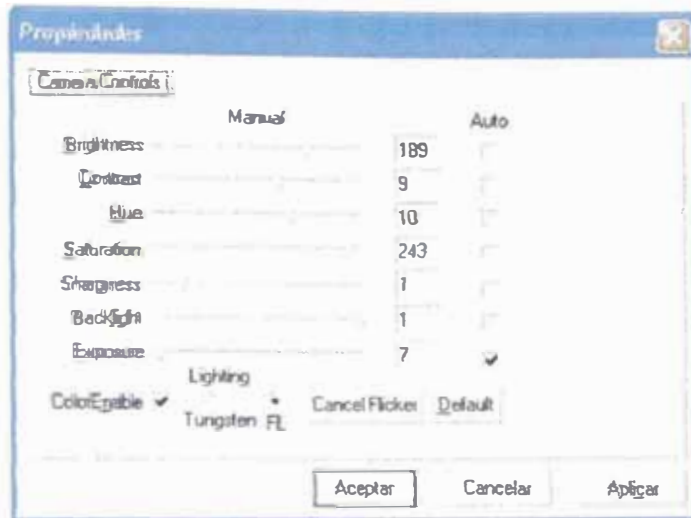 Propiedades
Camera Controls
Manual Auto
Brightness 189
Contrast 9
Hue 10
Saturation 243
Sharpness 1
Backlight 1
Exposure 7
Lighting
ColorEnable Tungsten FL Cancel Flicker Default
Aceptar Cancelar Aplicar